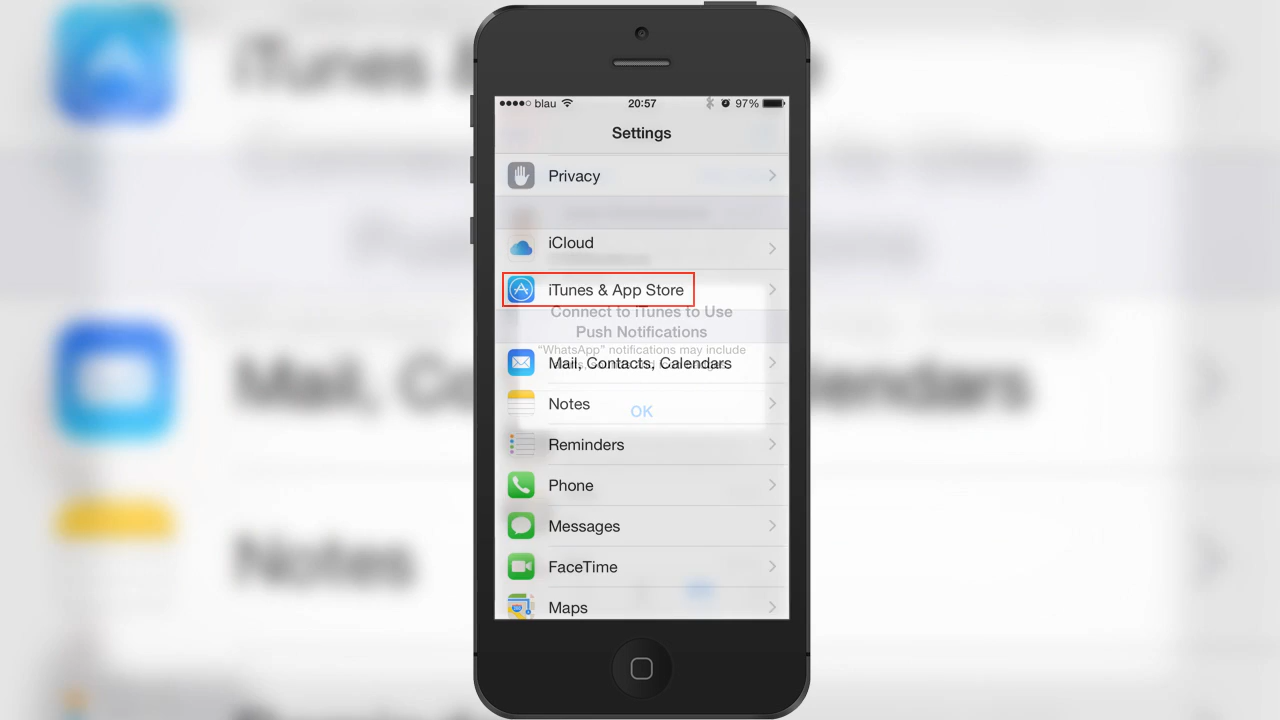 iTunes &
blau 20:57 97%
Settings
Privacy
iCloud
iTunes & App Store
Connect to iTunes to Use
Push Notifications
“WhatsApp” notifications may include
Mail, Contacts, Calendars
Notes
OK
Reminders
Phone
Messages
FaceTime
Maps
Mail, Co
endars
Notes